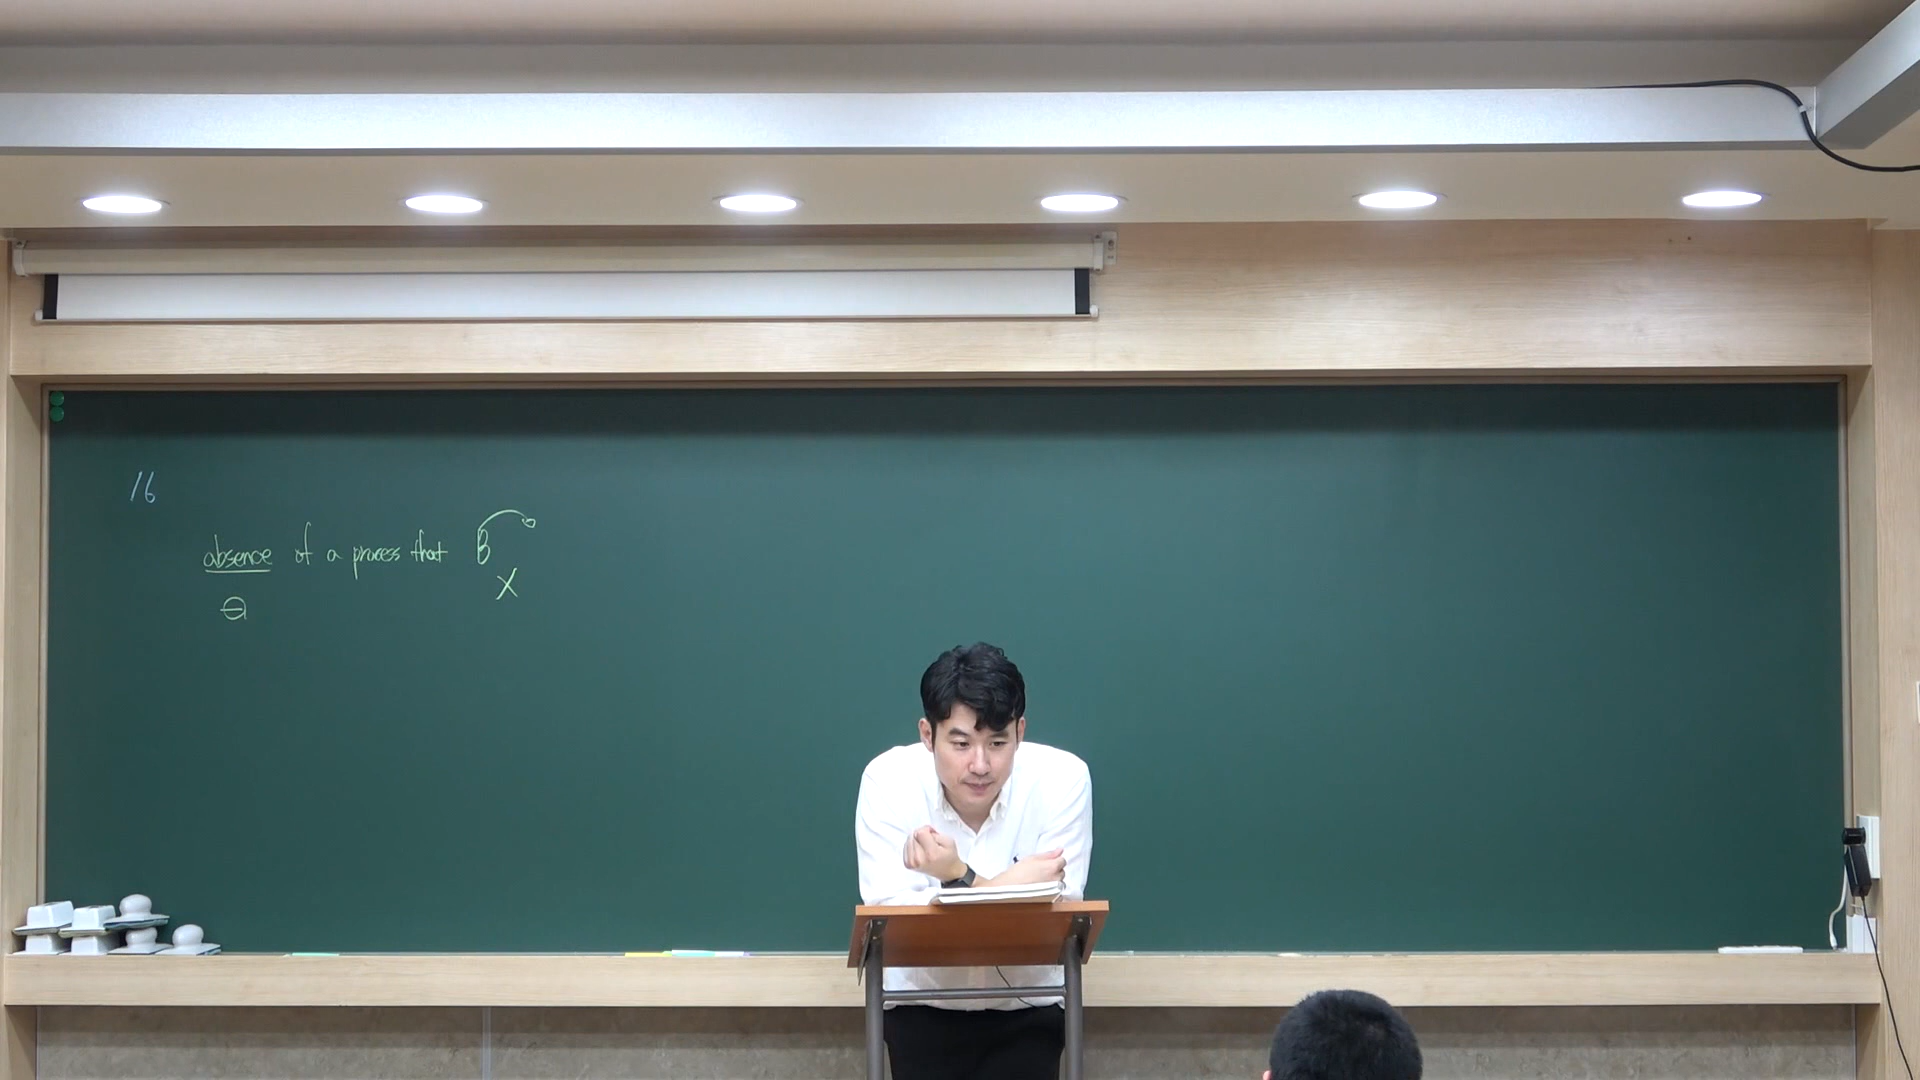 16
absence of a process that B
X
⊖